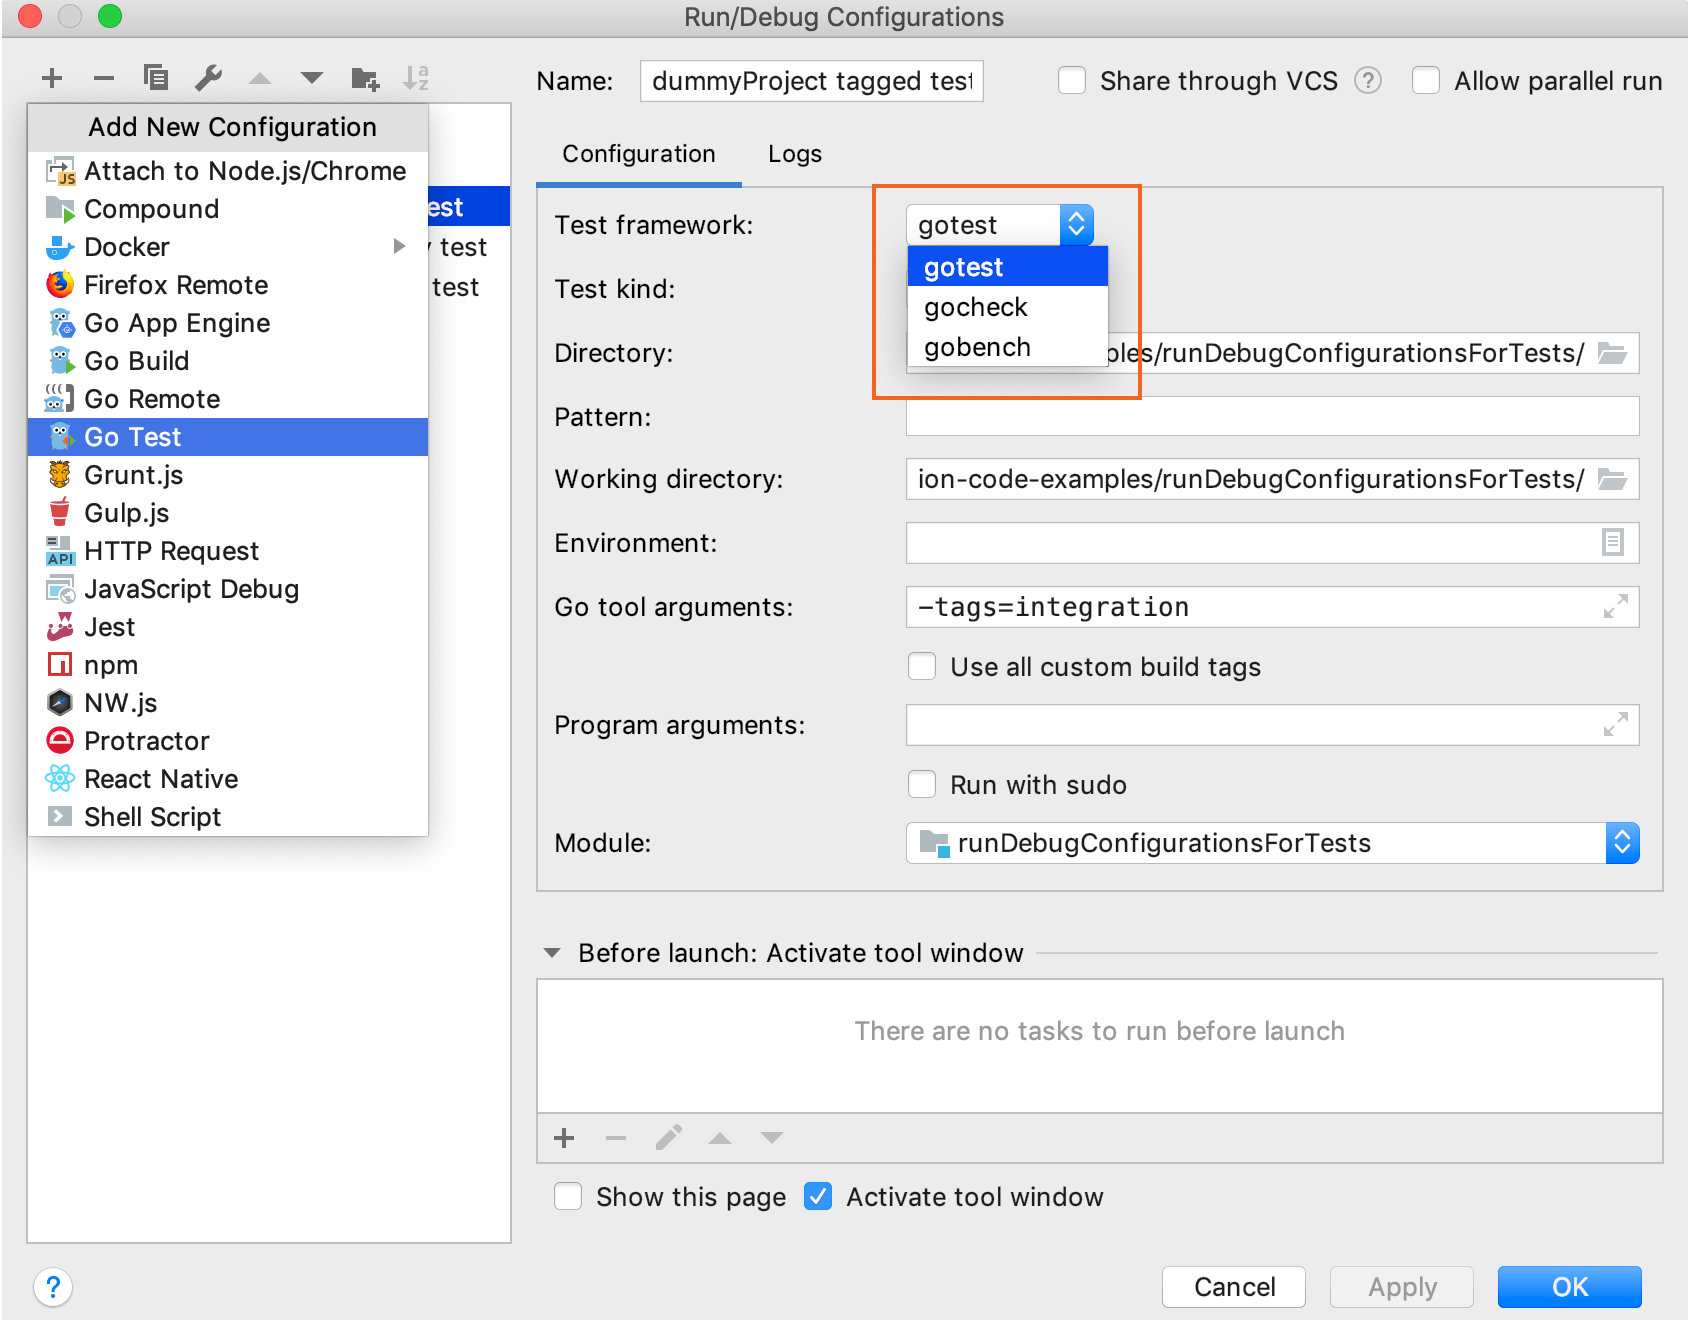 Run/Debug Configurations
Name: dummyProject tagged test
Share through VCS ?
Allow parallel run
Add New Configuration
Attach to Node.js/Chrome
Compound
Docker
Firefox Remote
Go App Engine
Go Build
Go Remote
Go Test
Grunt.js
Gulp.js
HTTP Request
JavaScript Debug
Jest
npm
NW.js
Protractor
React Native
Shell Script
est
test
test
Configuration Logs
Test framework: gotest
gotest
gocheck
gobench
Test kind:
Directory: ples/runDebugConfigurationsForTests/
Pattern:
Working directory: ion-code-examples/runDebugConfigurationsForTests/
Environment:
Go tool arguments: -tags=integration
Use all custom build tags
Program arguments:
Run with sudo
Module: runDebugConfigurationsForTests
Before launch: Activate tool window
There are no tasks to run before launch
Show this page Activate tool window
? Cancel Apply OK